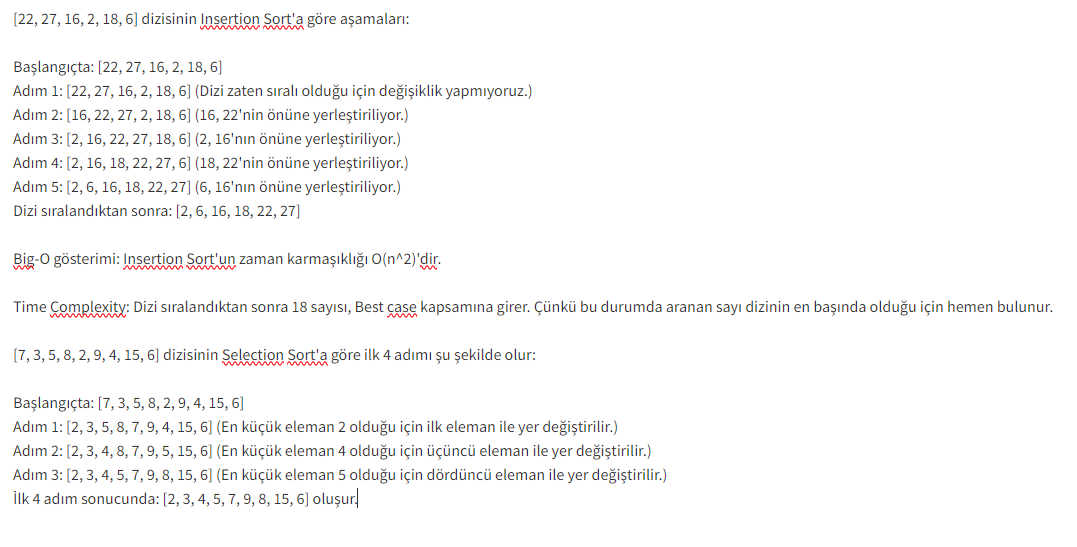 [22, 27, 16, 2, 18, 6] dizisinin Insertion Sort'a göre aşamaları:
Başlangıçta: [22, 27, 16, 2, 18, 6]
Adım 1: [22, 27, 16, 2, 18, 6] (Dizi zaten sıralı olduğu için değişiklik yapmıyoruz.)
Adım 2: [16, 22, 27, 2, 18, 6] (16, 22'nin önüne yerleştiriliyor.)
Adım 3: [2, 16, 22, 27, 18, 6] (2, 16'nın önüne yerleştiriliyor.)
Adım 4: [2, 16, 18, 22, 27, 6] (18, 22'nin önüne yerleştiriliyor.)
Adım 5: [2, 6, 16, 18, 22, 27] (6, 16'nın önüne yerleştiriliyor.)
Dizi sıralandıktan sonra: [2, 6, 16, 18, 22, 27]
Big-O gösterimi: Insertion Sort'un zaman karmaşıklığı O(n^2)'dir.
Time Complexity: Dizi sıralandıktan sonra 18 sayısı, Best case kapsamına girer. Çünkü bu durumda aranan sayı dizinin en başında olduğu için hemen bulunur.
[7, 3, 5, 8, 2, 9, 4, 15, 6] dizisinin Selection Sort'a göre ilk 4 adımı şu şekilde olur:
Başlangıçta: [7, 3, 5, 8, 2, 9, 4, 15, 6]
Adım 1: [2, 3, 5, 8, 7, 9, 4, 15, 6] (En küçük eleman 2 olduğu için ilk eleman ile yer değiştirilir.)
Adım 2: [2, 3, 4, 8, 7, 9, 5, 15, 6] (En küçük eleman 4 olduğu için üçüncü eleman ile yer değiştirilir.)
Adım 3: [2, 3, 4, 5, 7, 9, 8, 15, 6] (En küçük eleman 5 olduğu için dördüncü eleman ile yer değiştirilir.)
İlk 4 adım sonucunda: [2, 3, 4, 5, 7, 9, 8, 15, 6] oluşur.